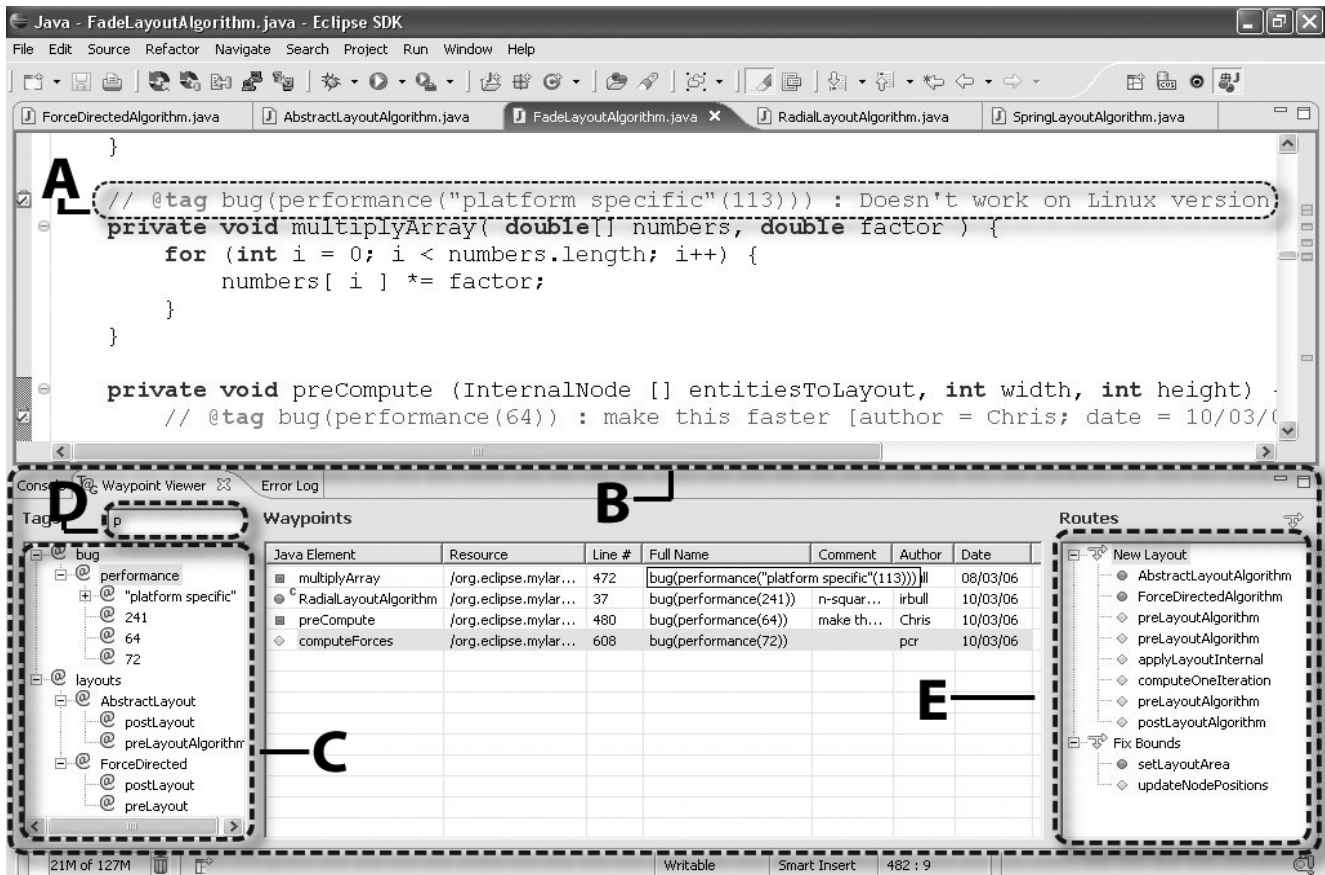 Java - FadeLayoutAlgorithm.java - Eclipse SDK
File Edit Source Refactor Navigate Search Project Run Window Help
ForceDirectedAlgorithm.java AbstractLayoutAlgorithm.java FadeLayoutAlgorithm.java RadialLayoutAlgorithm.java SpringLayoutAlgorithm.java
}
A
// @tag bug(performance("platform specific"(113))) : Doesn't work on Linux version
private void multiplyArray( double[] numbers, double factor ) {
for (int i = 0; i < numbers.length; i++) {
numbers[ i ] *= factor;
}
}
private void preCompute (InternalNode [] entitiesToLayout, int width, int height)
// @tag bug(performance(64)) : make this faster [author = Chris; date = 10/03/
Waypoint Viewer Error Log
B
D
p
Waypoints
Routes
Java Element Resource Line # Full Name Comment Author Date
multiplyArray /org.eclipse.mylar... 472 bug(performance("platform specific"(113))) 08/03/06
RadialLayoutAlgorithm /org.eclipse.mylar... 37 bug(performance(241)) n-squar... irbull 10/03/06
preCompute /org.eclipse.mylar... 480 bug(performance(64)) make th... Chris 10/03/06
computeForces /org.eclipse.mylar... 608 bug(performance(72)) pcr 10/03/06
bug
performance
"platform specific"
241
64
72
layouts
AbstractLayout
postLayout
preLayoutAlgorithm
ForceDirected
postLayout
preLayout
C
E
New Layout
AbstractLayoutAlgorithm
ForceDirectedAlgorithm
preLayoutAlgorithm
preLayoutAlgorithm
applyLayoutInternal
computeOneIteration
preLayoutAlgorithm
postLayoutAlgorithm
Fix Bounds
setLayoutArea
updateNodePositions
21M of 127M Writable Smart Insert 482 : 9